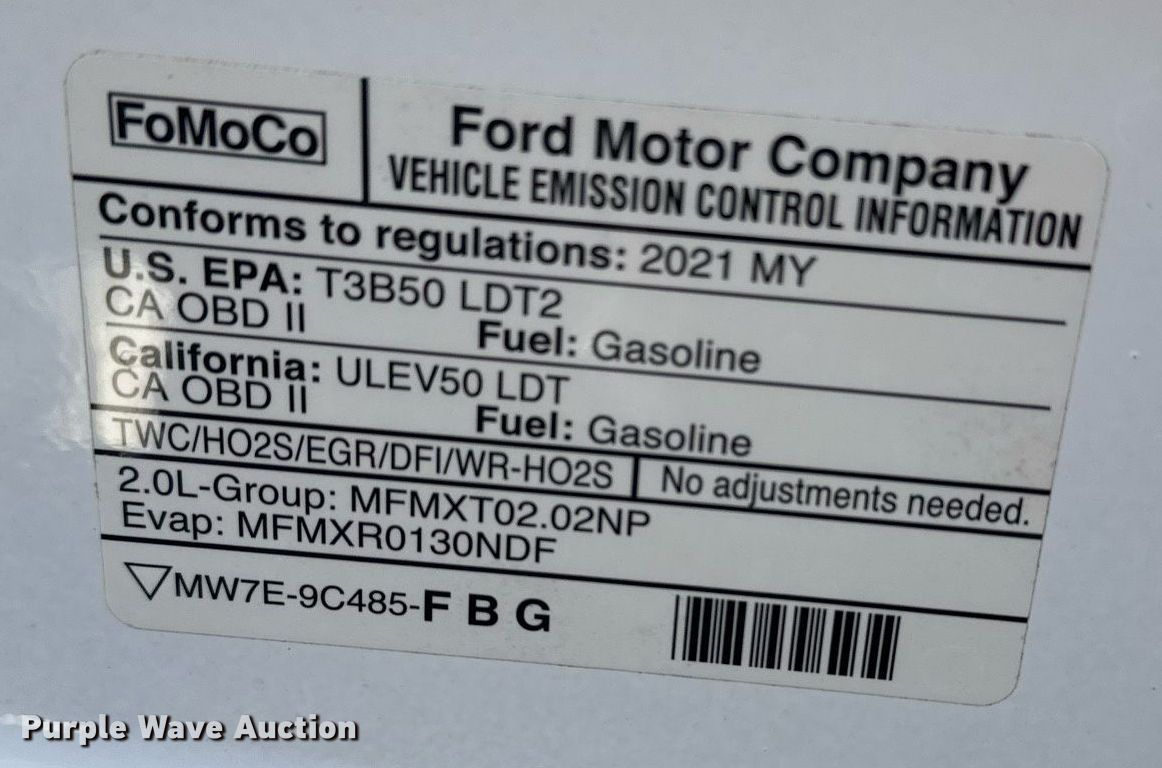 FoMoCo
Ford Motor Company
VEHICLE EMISSION CONTROL INFORMATION
Conforms to regulations: 2021 MY
U.S. EPA: T3B50 LDT2
CA OBD II Fuel: Gasoline
California: ULEV50 LDT
CA OBD II Fuel: Gasoline
TWC/HO2S/EGR/DFI/WR-HO2S No adjustments needed.
2.0L-Group: MFMXT02.02NP
Evap: MFMXR0130NDF
MW7E-9C485-F B G
Purple Wave Auction